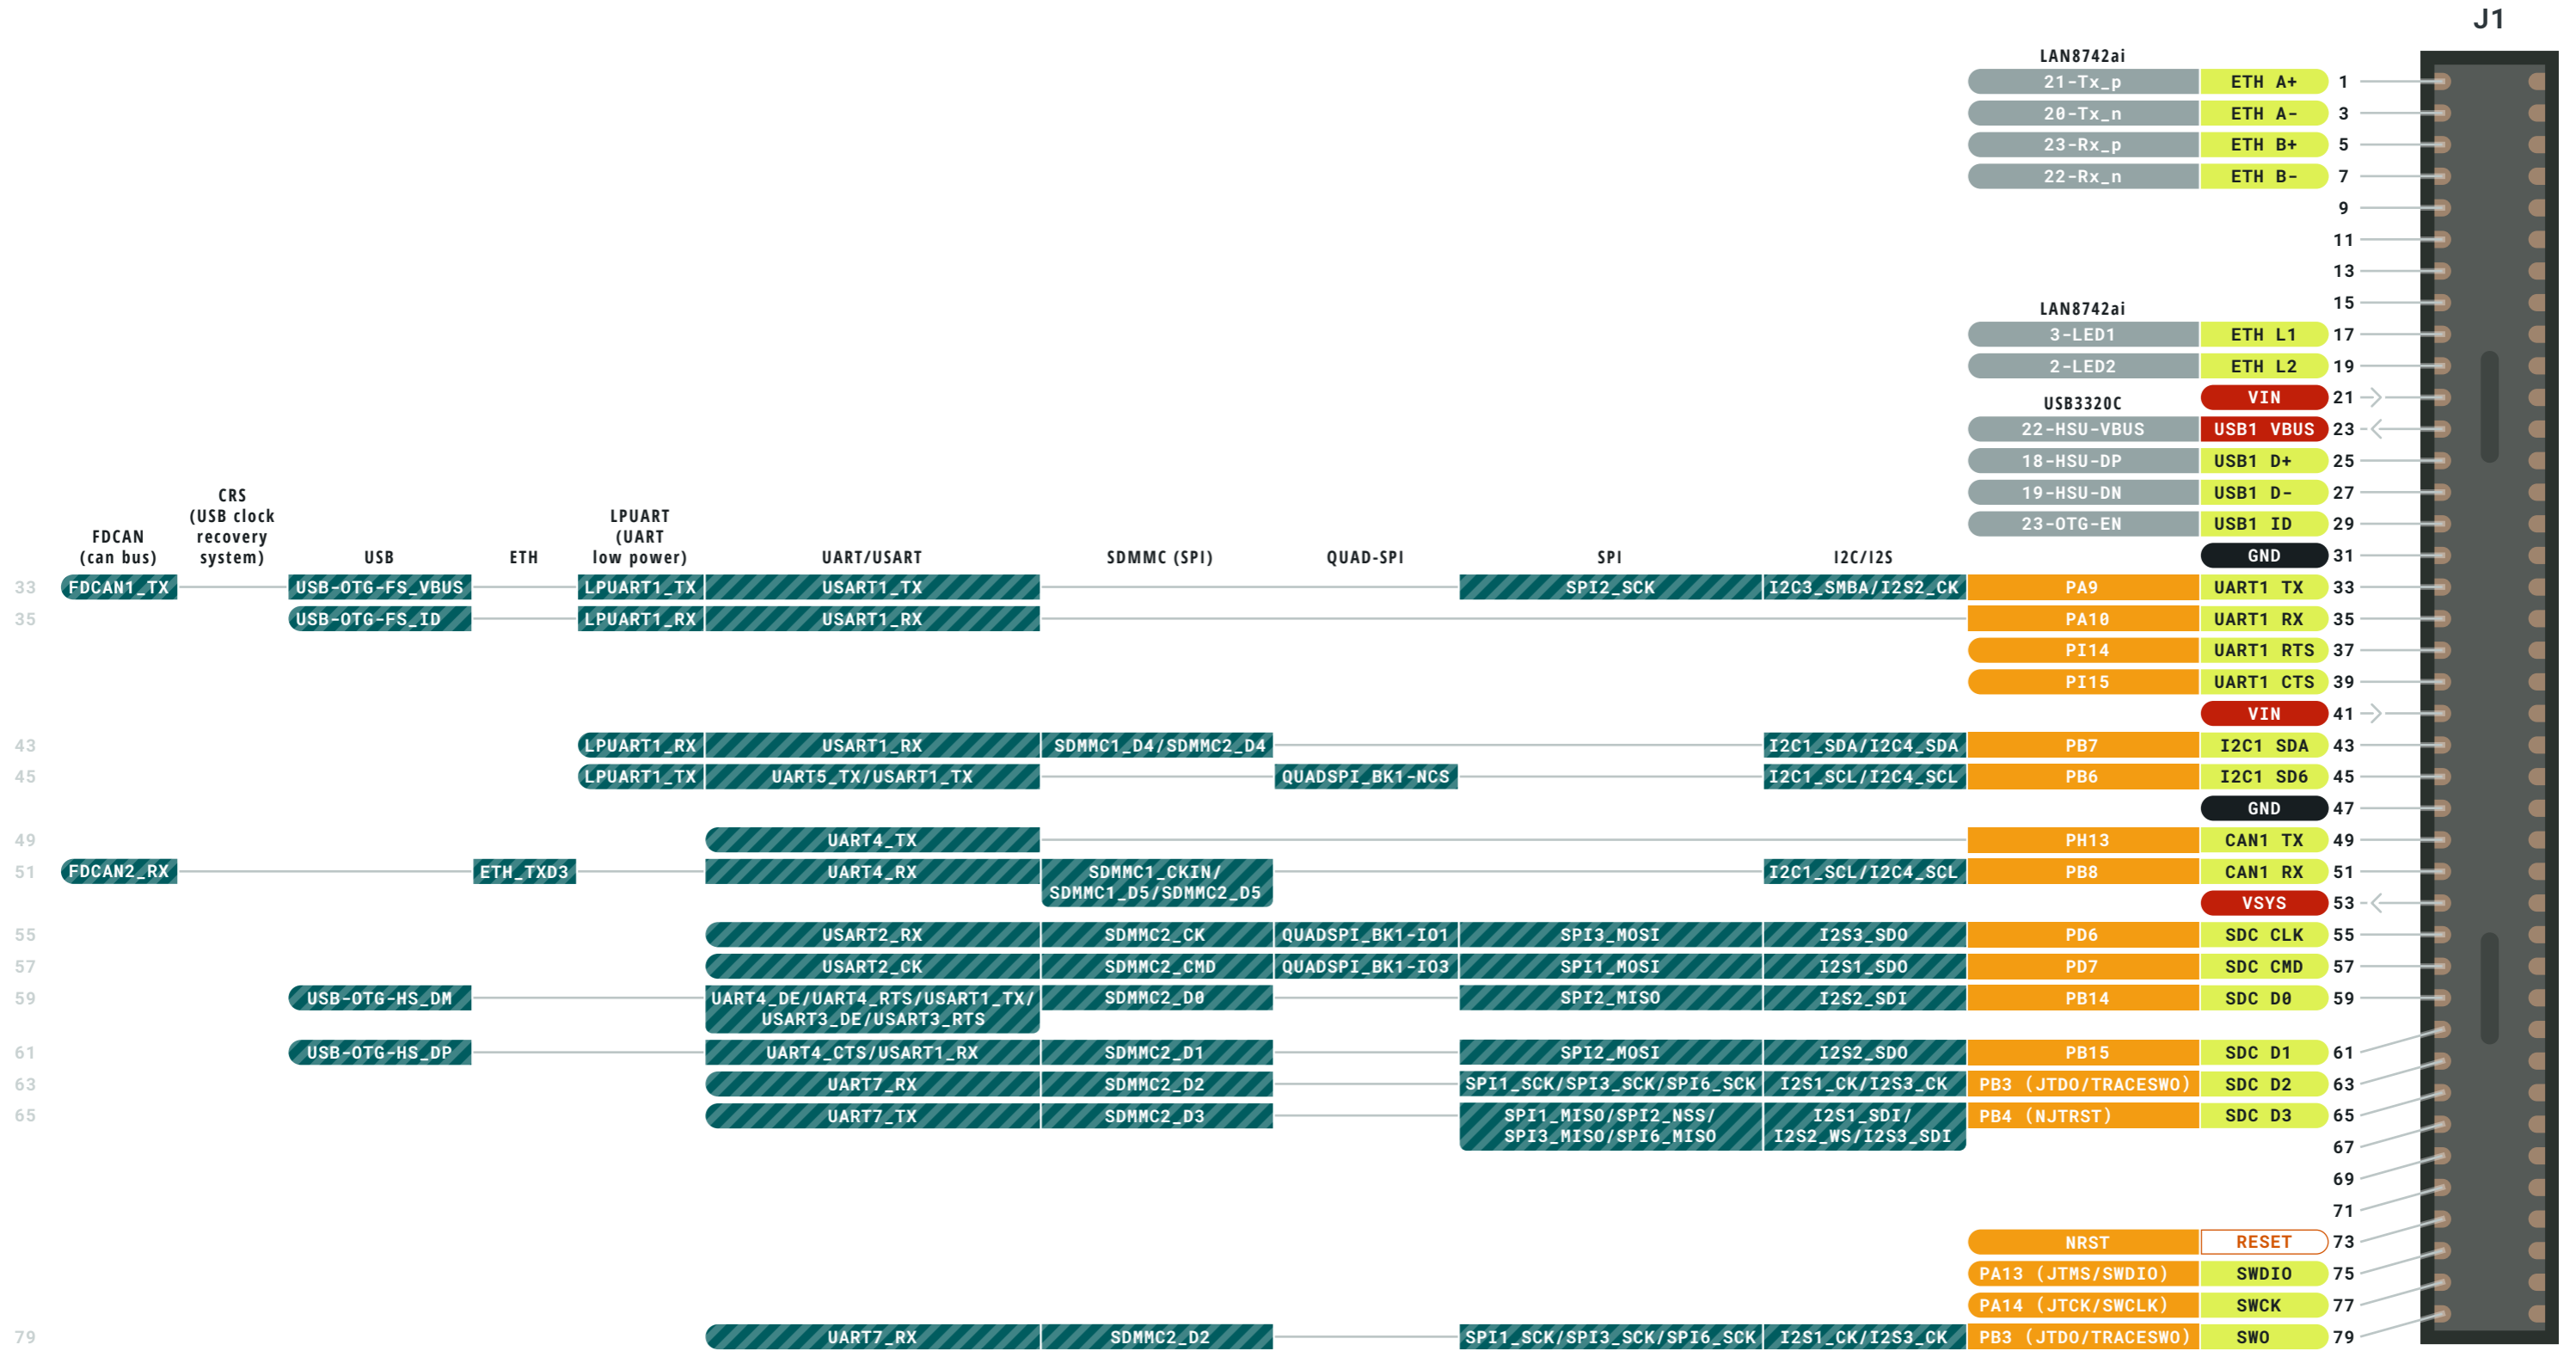 J1
LAN8742ai
21-Tx_p ETH A+ 1
20-Tx_n ETH A- 3
23-Rx_p ETH B+ 5
22-Rx_n ETH B- 7
9
11
13
15
LAN8742ai
3-LED1 ETH L1 17
2-LED2 ETH L2 19
VIN 21
USB3320C
22-HSU-VBUS USB1 VBUS 23
18-HSU-DP USB1 D+ 25
19-HSU-DN USB1 D- 27
23-OTG-EN USB1 ID 29
FDCAN
(can bus)
CRS
(USB clock
recovery
system)
USB
ETH
LPUART
(UART
low power)
UART/USART
SDMMC (SPI)
QUAD-SPI
SPI
I2C/I2S
GND 31
33 FDCAN1_TX USB-OTG-FS_VBUS LPUART1_TX USART1_TX SPI2_SCK I2C3_SMBA/I2S2_CK PA9 UART1 TX 33
35 USB-OTG-FS_ID LPUART1_RX USART1_RX PA10 UART1 RX 35
PI14 UART1 RTS 37
PI15 UART1 CTS 39
VIN 41
43 LPUART1_RX USART1_RX SDMMC1_D4/SDMMC2_D4 I2C1_SDA/I2C4_SDA PB7 I2C1 SDA 43
45 LPUART1_TX UART5_TX/USART1_TX QUADSPI_BK1-NCS I2C1_SCL/I2C4_SCL PB6 I2C1 SD6 45
GND 47
49 UART4_TX PH13 CAN1 TX 49
51 FDCAN2_RX ETH_TXD3 UART4_RX SDMMC1_CKIN/ I2C1_SCL/I2C4_SCL PB8 CAN1 RX 51
SDMMC1_D5/SDMMC2_D5
VSYS 53
55 USART2_RX SDMMC2_CK QUADSPI_BK1-IO1 SPI3_MOSI I2S3_SDO PD6 SDC CLK 55
57 USART2_CK SDMMC2_CMD QUADSPI_BK1-IO3 SPI1_MOSI I2S1_SDO PD7 SDC CMD 57
59 USB-OTG-HS_DM UART4_DE/UART4_RTS/USART1_TX/ SDMMC2_D0 SPI2_MISO I2S2_SDI PB14 SDC D0 59
USART3_DE/USART3_RTS
61 USB-OTG-HS_DP UART4_CTS/USART1_RX SDMMC2_D1 SPI2_MOSI I2S2_SDO PB15 SDC D1 61
63 UART7_RX SDMMC2_D2 SPI1_SCK/SPI3_SCK/SPI6_SCK I2S1_CK/I2S3_CK PB3 (JTDO/TRACESWO) SDC D2 63
65 UART7_TX SDMMC2_D3 SPI1_MISO/SPI2_NSS/ I2S1_SDI/ PB4 (NJTRST) SDC D3 65
SPI3_MISO/SPI6_MISO I2S2_WS/I2S3_SDI
67
69
71
NRST RESET 73
PA13 (JTMS/SWDIO) SWDIO 75
PA14 (JTCK/SWCLK) SWCK 77
79 UART7_RX SDMMC2_D2 SPI1_SCK/SPI3_SCK/SPI6_SCK I2S1_CK/I2S3_CK PB3 (JTDO/TRACESWO) SWO 79